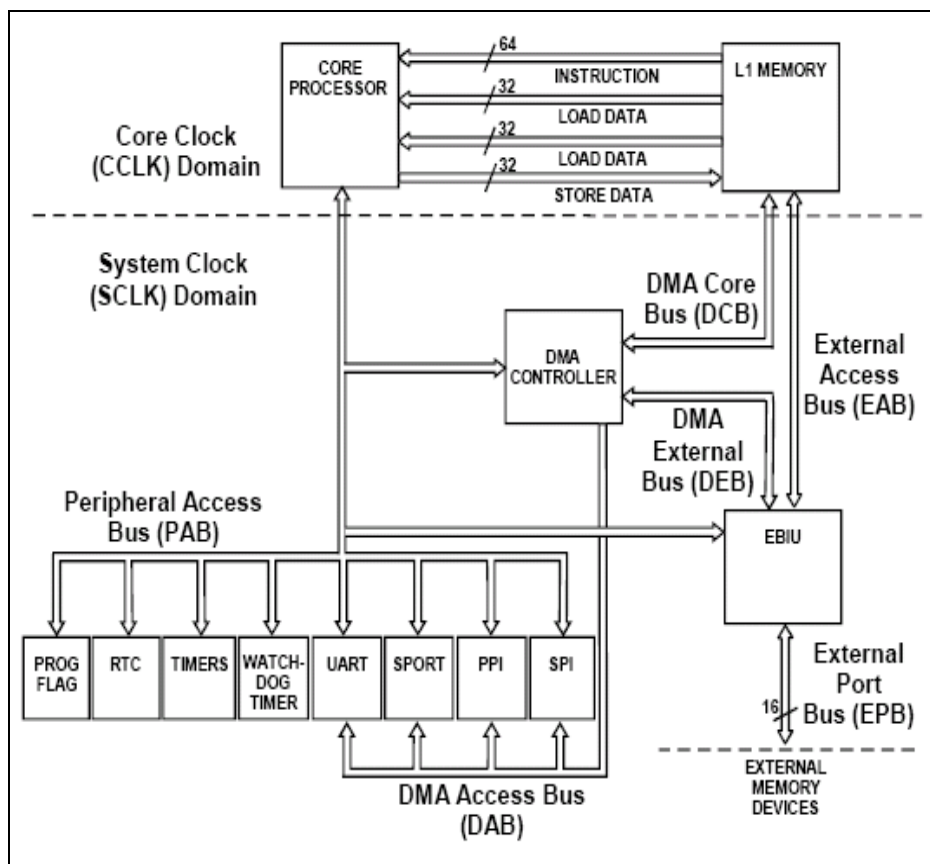 CORE
PROCESSOR
64
INSTRUCTION
32
LOAD DATA
32
LOAD DATA
32
STORE DATA
L1 MEMORY
Core Clock
(CCLK) Domain
System Clock
(SCLK) Domain
DMA Core
Bus (DCB)
DMA
CONTROLLER
External
Access
Bus (EAB)
DMA
External
Bus (DEB)
Peripheral Access
Bus (PAB)
EBIU
PROG
FLAG
RTC
TIMERS
WATCH-
DOG
TIMER
UART
SPORT
PPI
SPI
External
Port
Bus (EPB)
16
DMA Access Bus
(DAB)
EXTERNAL
MEMORY
DEVICES